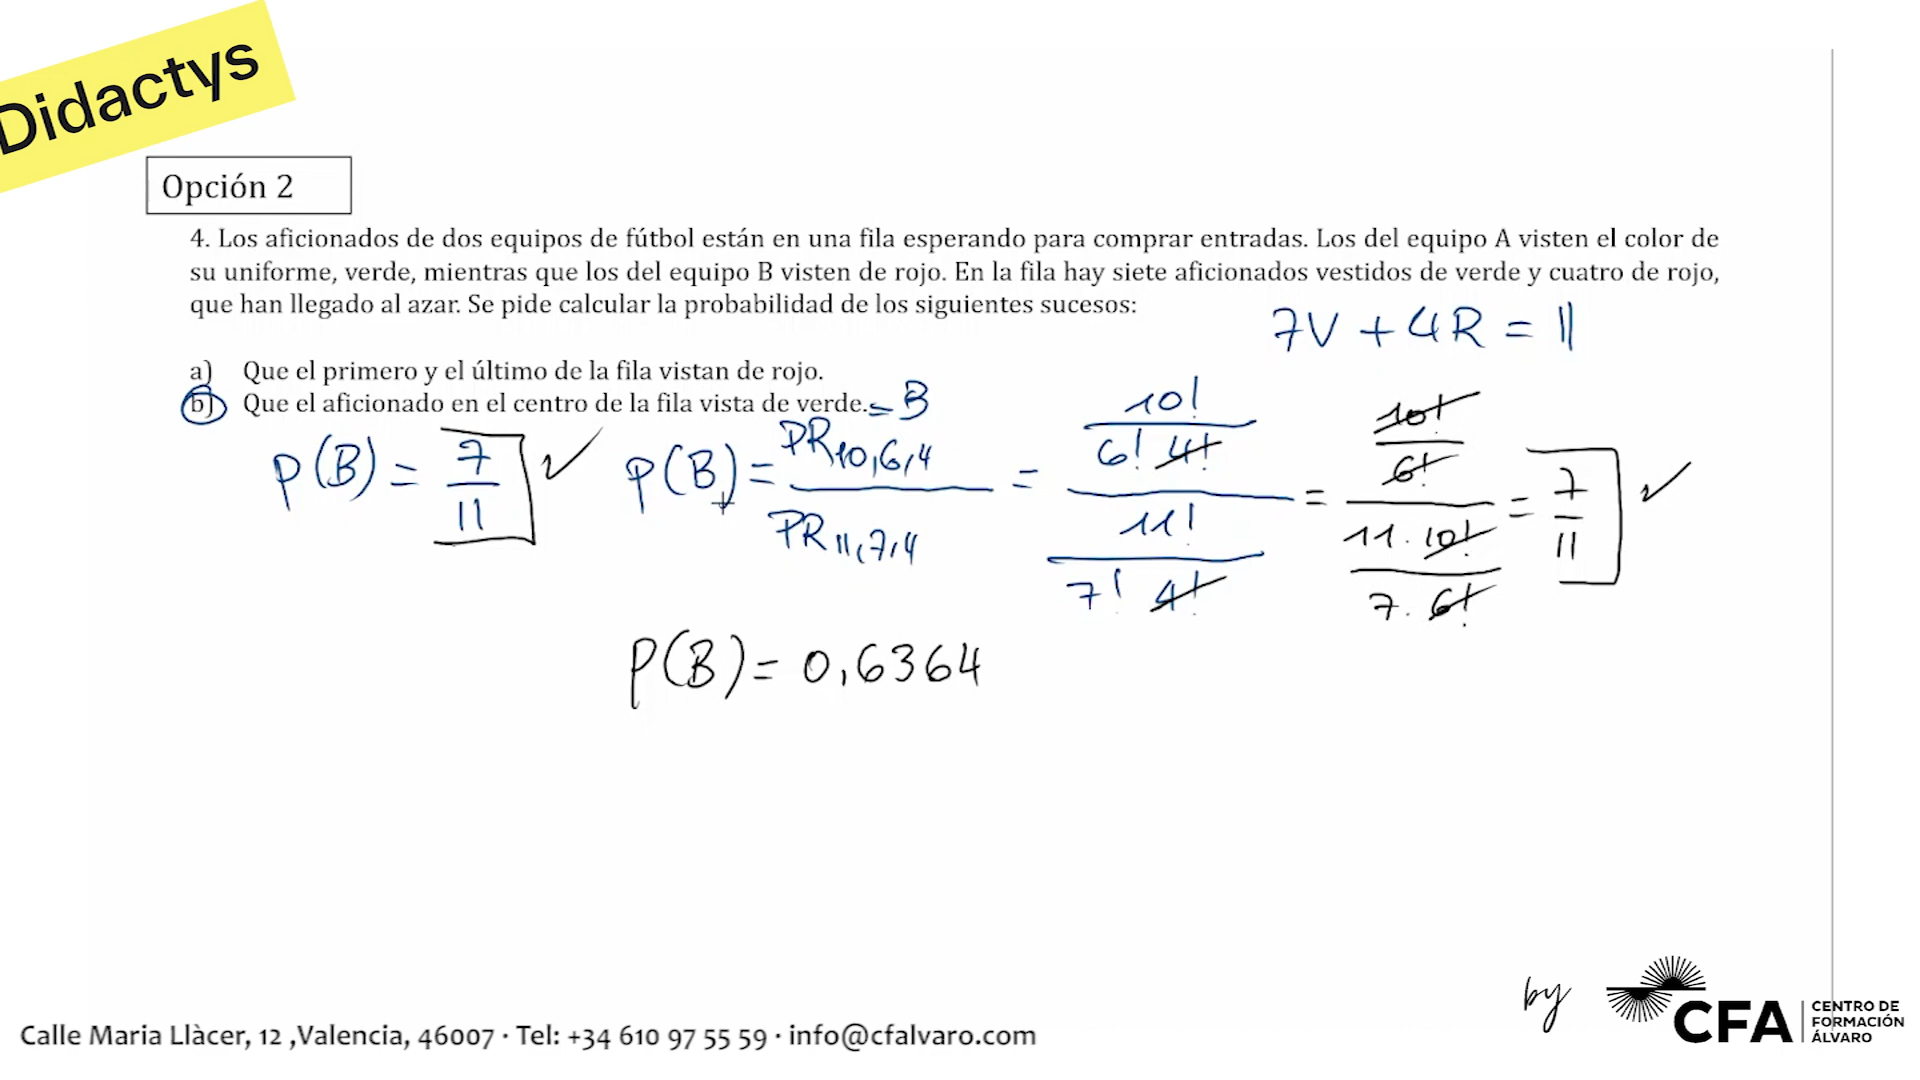 Didactys
Opción 2
4. Los aficionados de dos equipos de fútbol están en una fila esperando para comprar entradas. Los del equipo A visten el color de
su uniforme, verde, mientras que los del equipo B visten de rojo. En la fila hay siete aficionados vestidos de verde y cuatro de rojo,
que han llegado al azar. Se pide calcular la probabilidad de los siguientes sucesos:
7V + 4R = 11
a) Que el primero y el último de la fila vistan de rojo.
b) Que el aficionado en el centro de la fila vista de verde. = B
P(B) = 7/11 ✓
P(B) = PR10,6,4 / PR11,7,4 = (10! / 6! 4!) / (11! / 7! 4!) = (10! / 6!) / (11 · 10! / 7 · 6!) = 7/11 ✓
P(B) = 0,6364
by CFA CENTRO DE
FORMACIÓN
ÁLVARO
Calle Maria Llàcer, 12 ,Valencia, 46007 · Tel: +34 610 97 55 59 · info@cfalvaro.com